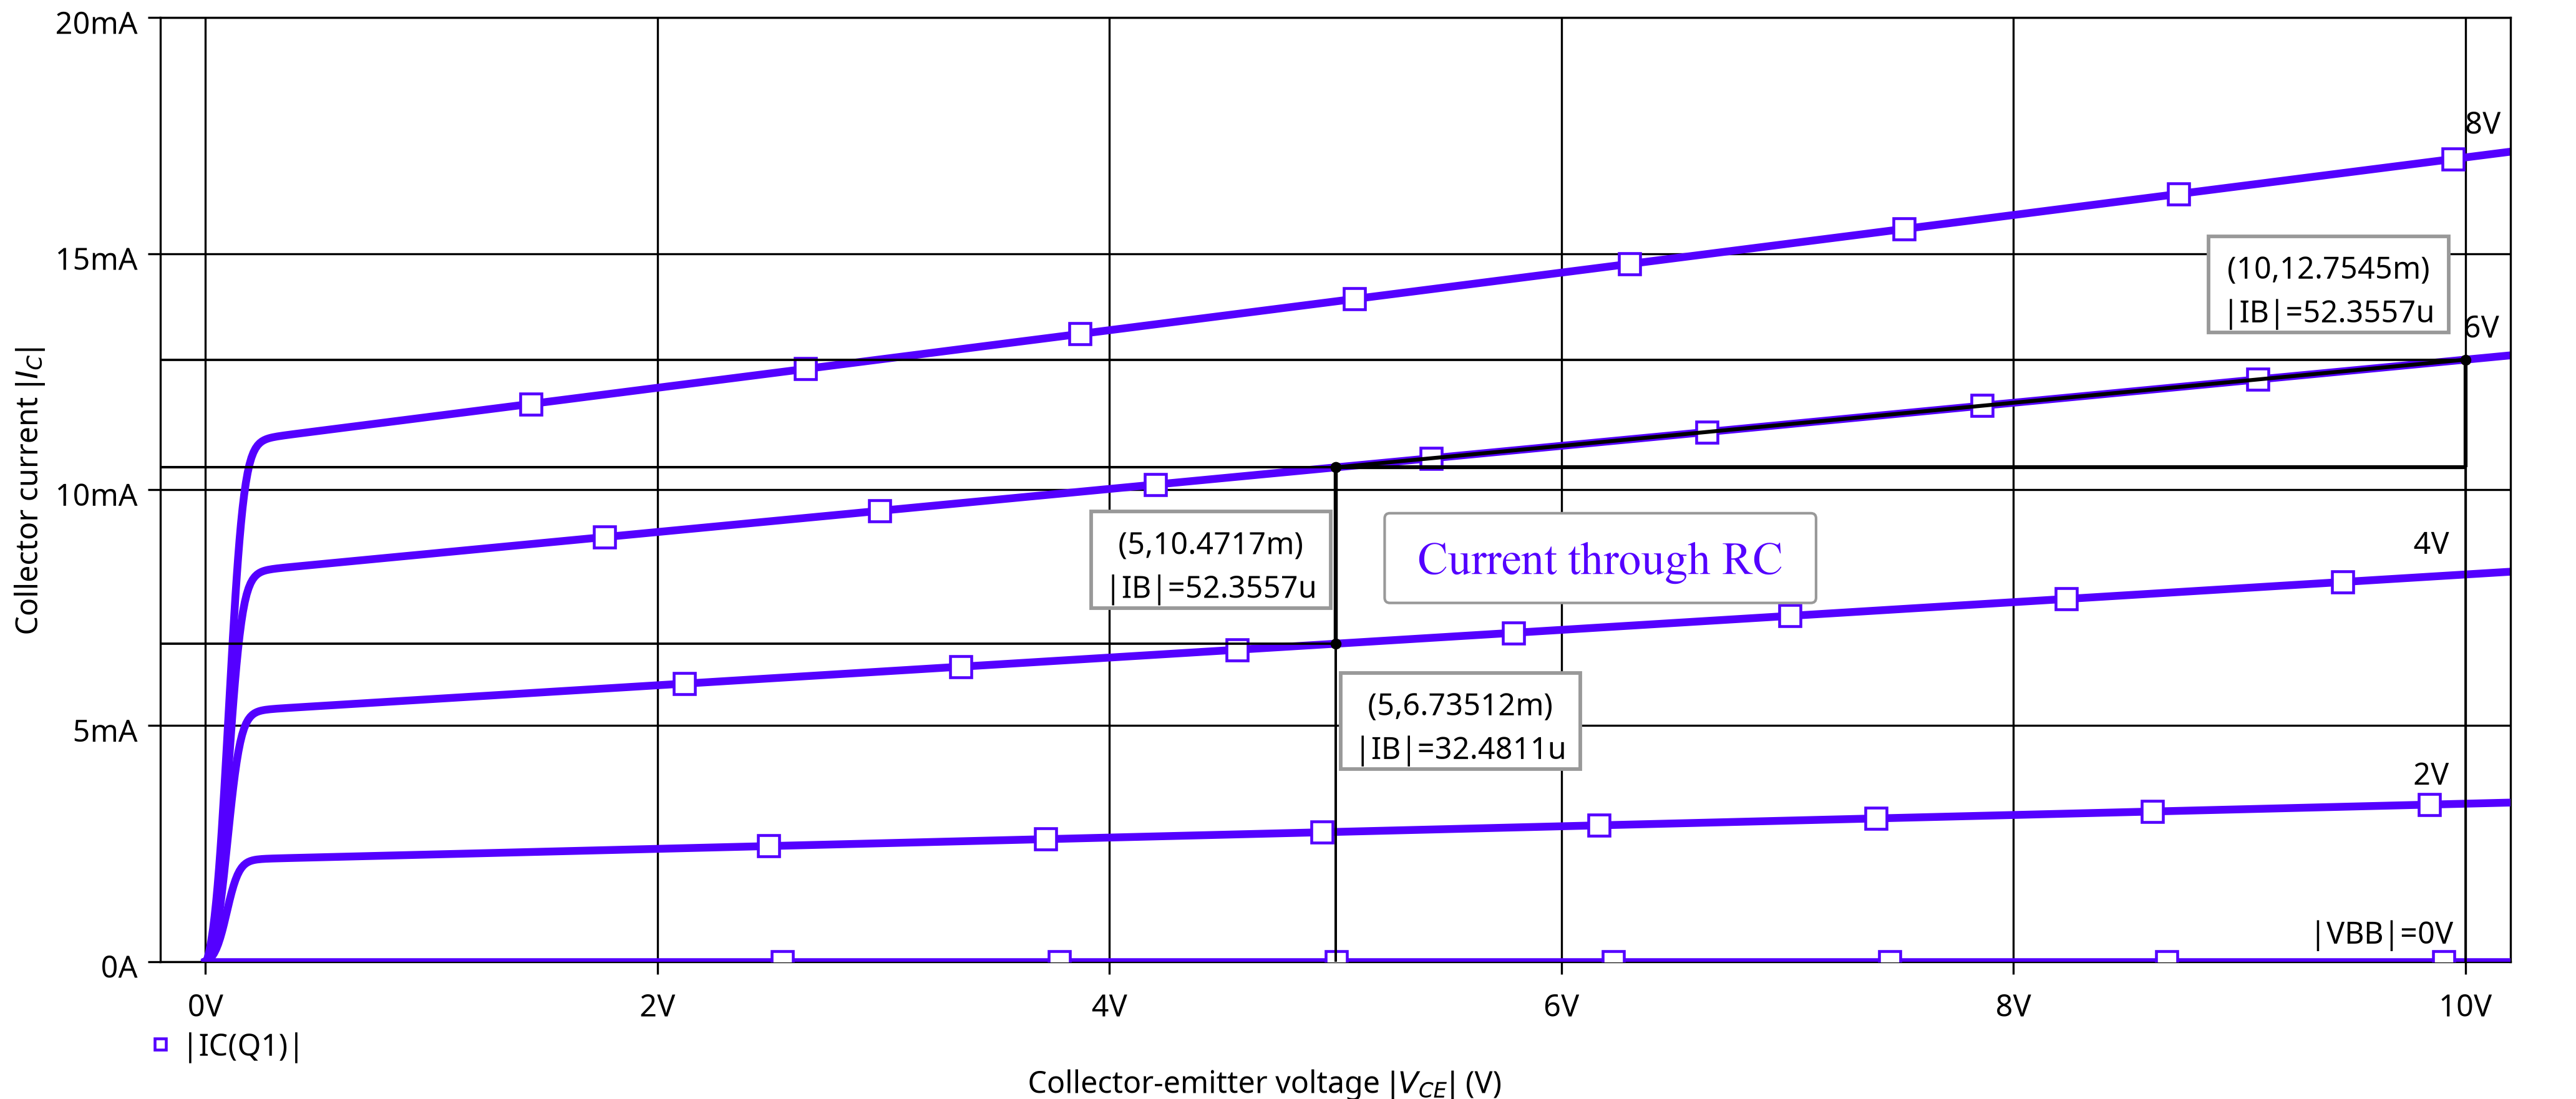 20mA
15mA
10mA
5mA
0A
Collector current |IC|
8V
(10,12.7545m)
|IB|=52.3557u
6V
(5,10.4717m)
|IB|=52.3557u
Current through RC
4V
(5,6.73512m)
|IB|=32.4811u
2V
|VBB|=0V
0V 2V 4V 6V 8V 10V
|IC(Q1)|
Collector-emitter voltage |VCE| (V)